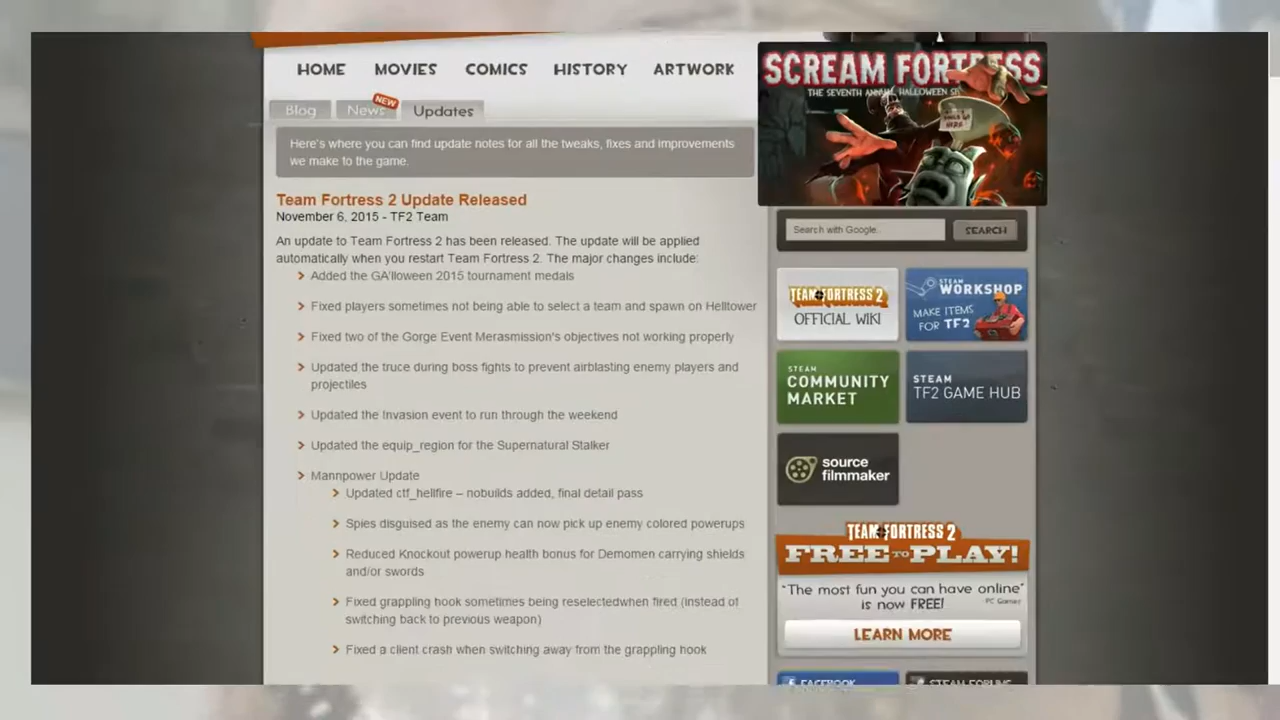 HOME MOVIES COMICS HISTORY ARTWORK
Blog News NEW Updates
Here's where you can find update notes for all the tweaks, fixes and improvements
we make to the game.
Team Fortress 2 Update Released
November 6, 2015 - TF2 Team
An update to Team Fortress 2 has been released. The update will be applied
automatically when you restart Team Fortress 2. The major changes include:
Added the GA'lloween 2015 tournament medals
Fixed players sometimes not being able to select a team and spawn on Helltower
Fixed two of the Gorge Event Merasmission's objectives not working properly
Updated the truce during boss fights to prevent airblasting enemy players and
projectiles
Updated the Invasion event to run through the weekend
Updated the equip_region for the Supernatural Stalker
Mannpower Update
Updated ctf_hellfire – nobuilds added, final detail pass
Spies disguised as the enemy can now pick up enemy colored powerups
Reduced Knockout powerup health bonus for Demomen carrying shields
and/or swords
Fixed grappling hook sometimes being reselectedwhen fired (instead of
switching back to previous weapon)
Fixed a client crash when switching away from the grappling hook
SCREAM FORTRESS
THE SEVENTH ANNUAL HALLOWEEN
Search with Google.. SEARCH
TEAM FORTRESS 2
OFFICIAL WIKI
STEAM
WORKSHOP
MAKE ITEMS
FOR TF2
STEAM
COMMUNITY
MARKET
STEAM
TF2 GAME HUB
source
filmmaker
TEAM FORTRESS 2
FREE TO PLAY!
"The most fun you can have online"
is now FREE! PC Gamer
LEARN MORE
FACEBOOK STEAM FORUMS